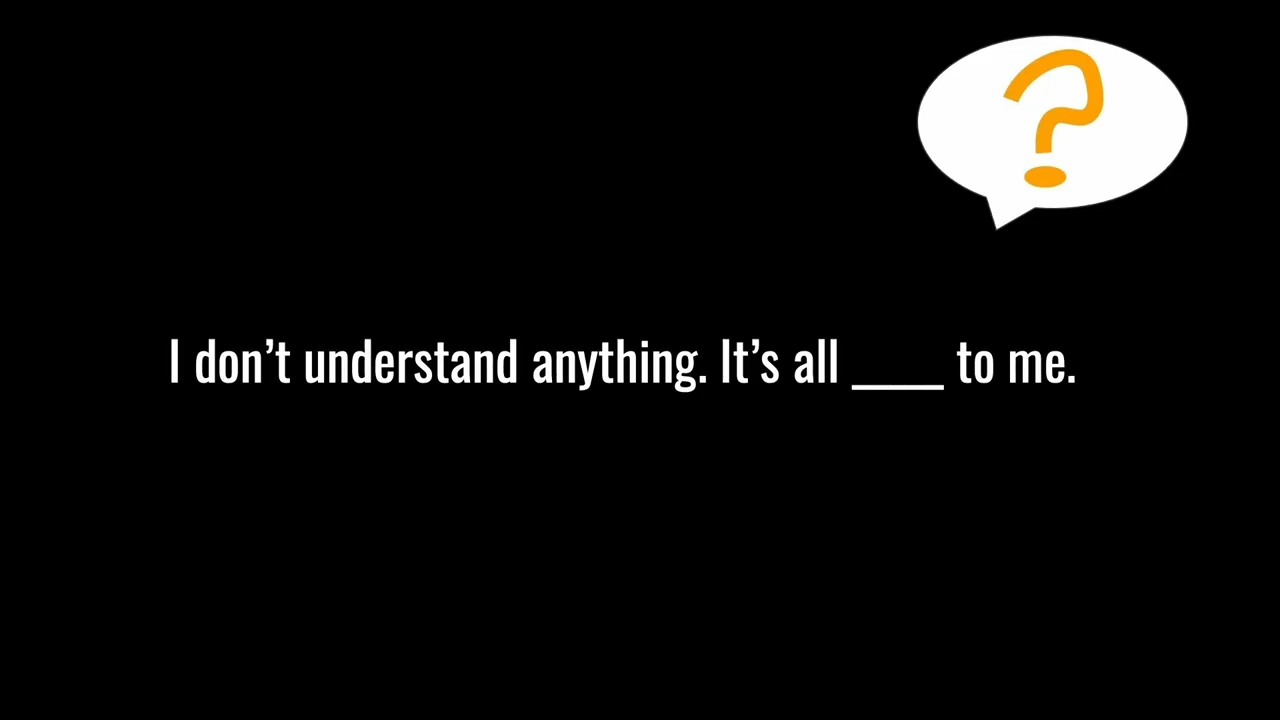 ?
I don’t understand anything. It’s all ____ to me.